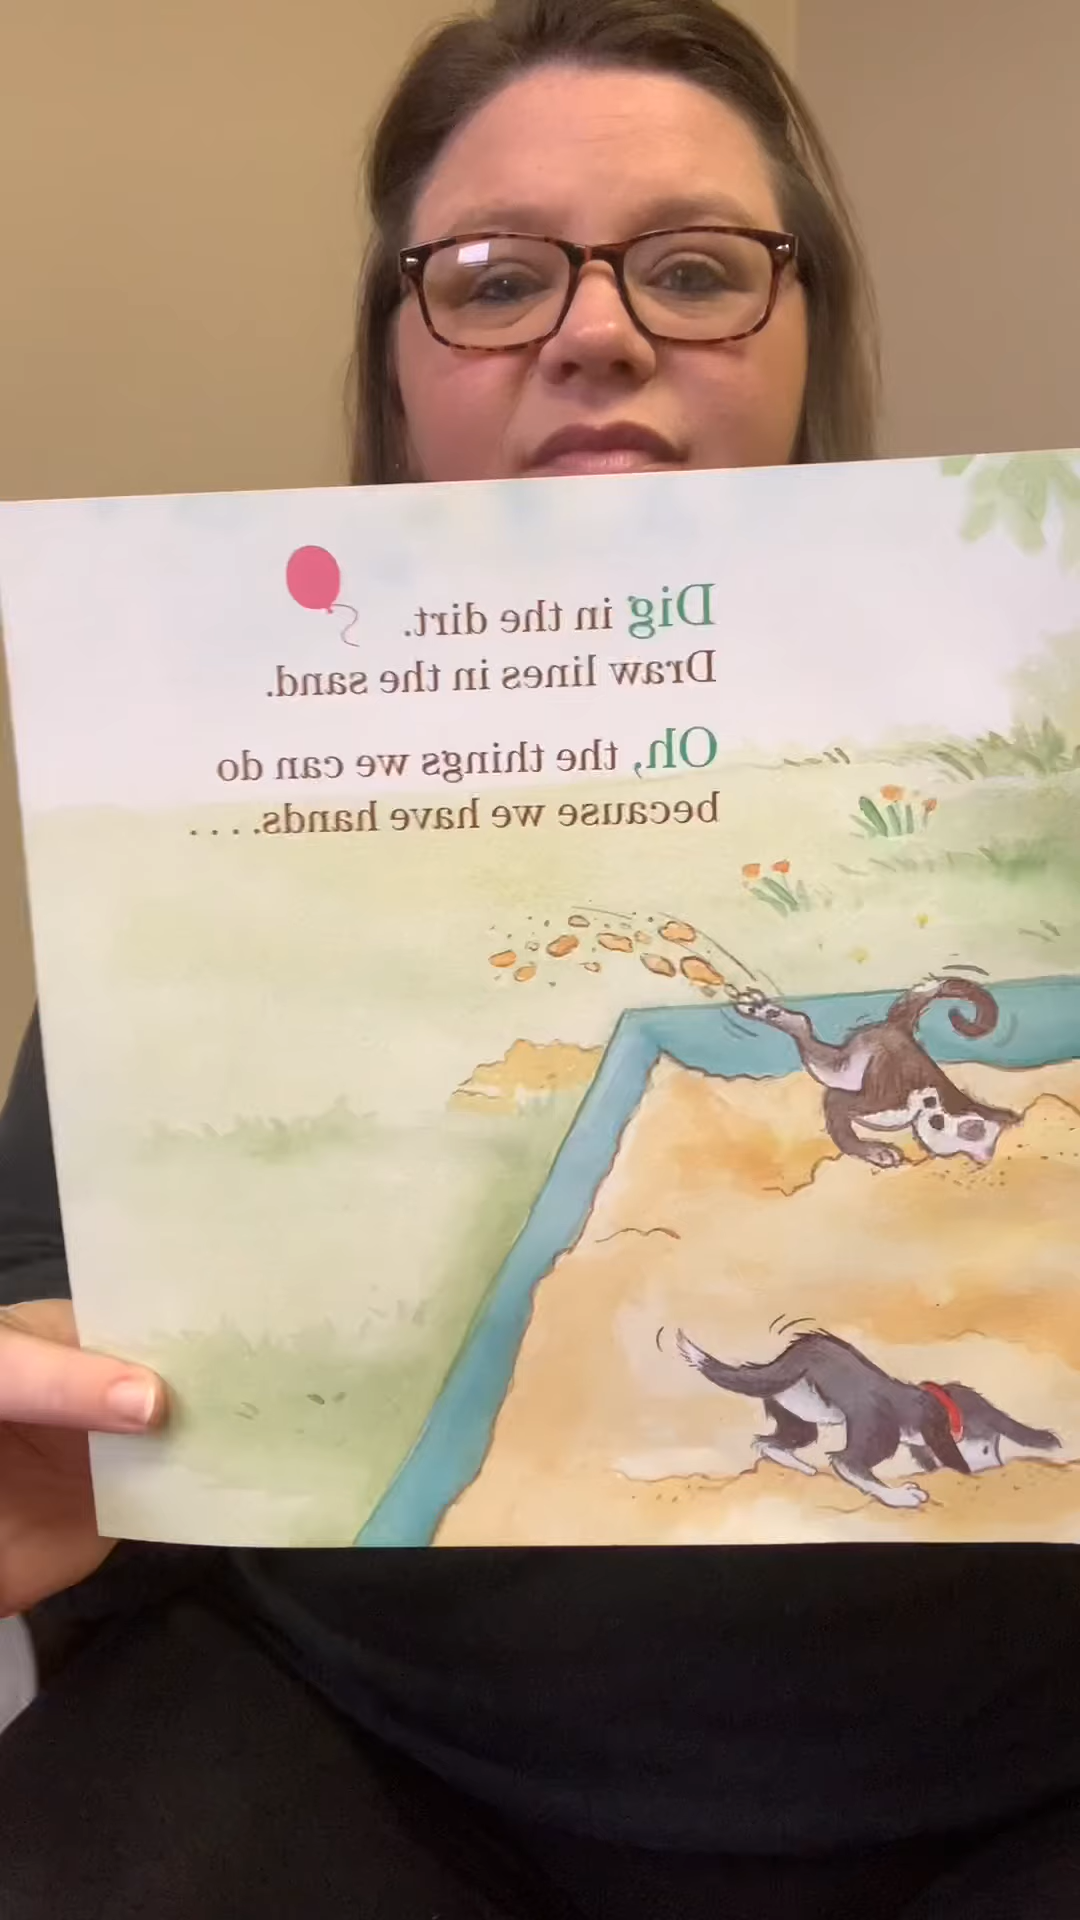 Dig in the dirt.
Draw lines in the sand.
Oh, the things we can do
because we have hands. . . .